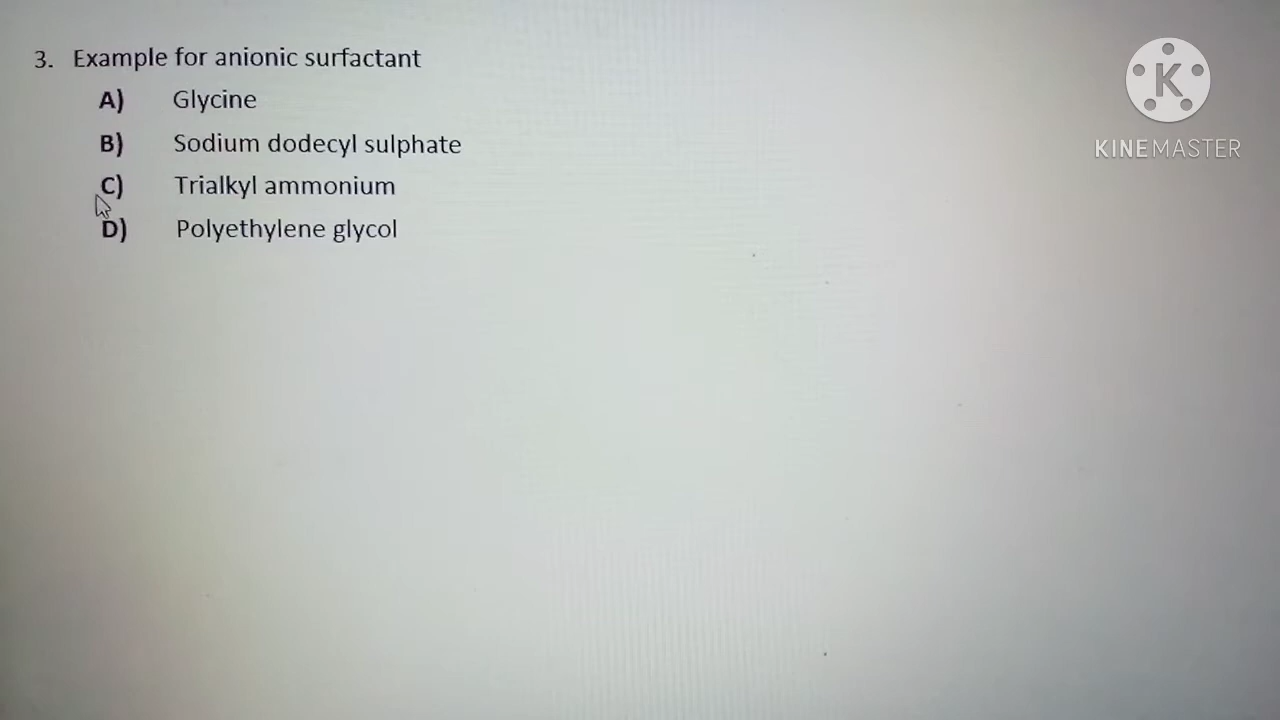 3. Example for anionic surfactant
A) Glycine
B) Sodium dodecyl sulphate
C) Trialkyl ammonium
D) Polyethylene glycol
K
KINEMASTER